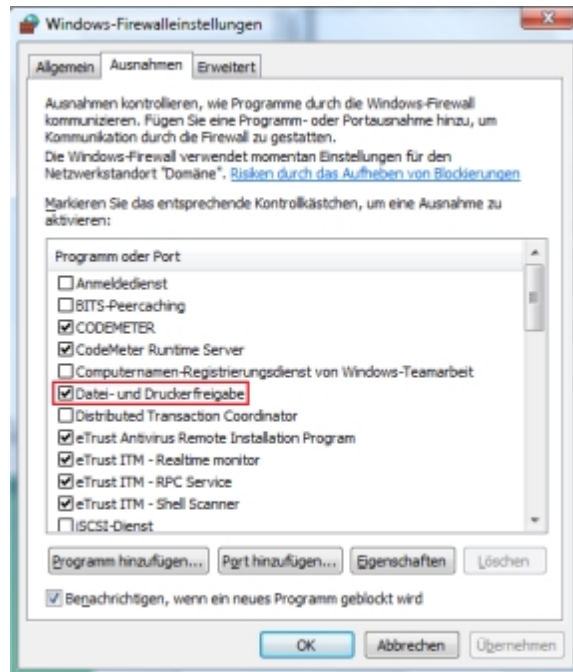 Windows-Firewalleinstellungen
Allgemein
Ausnahmen
Erweitert
Ausnahmen kontrollieren, wie Programme durch die Windows-Firewall
kommunizieren. Fügen Sie eine Programm- oder Portausnahme hinzu, um
Kommunikation durch die Firewall zu gestatten.
Die Windows-Firewall verwendet momentan Einstellungen für den
Netzwerkstandort "Domäne". Risiken durch das Aufheben von Blockierungen
Markieren Sie das entsprechende Kontrollkästchen, um eine Ausnahme zu
aktivieren:
Programm oder Port
Anmeldedienst
BITS-Peercaching
CODEMETER
CodeMeter Runtime Server
Computernamen-Registrierungsdienst von Windows-Teamarbeit
Datei- und Druckerfreigabe
Distributed Transaction Coordinator
eTrust Antivirus Remote Installation Program
eTrust ITM - Realtime monitor
eTrust ITM - RPC Service
eTrust ITM - Shell Scanner
iSCSI-Dienst
Programm hinzufügen...
Port hinzufügen...
Eigenschaften
Löschen
Benachrichtigen, wenn ein neues Programm geblockt wird
OK
Abbrechen
Übernehmen